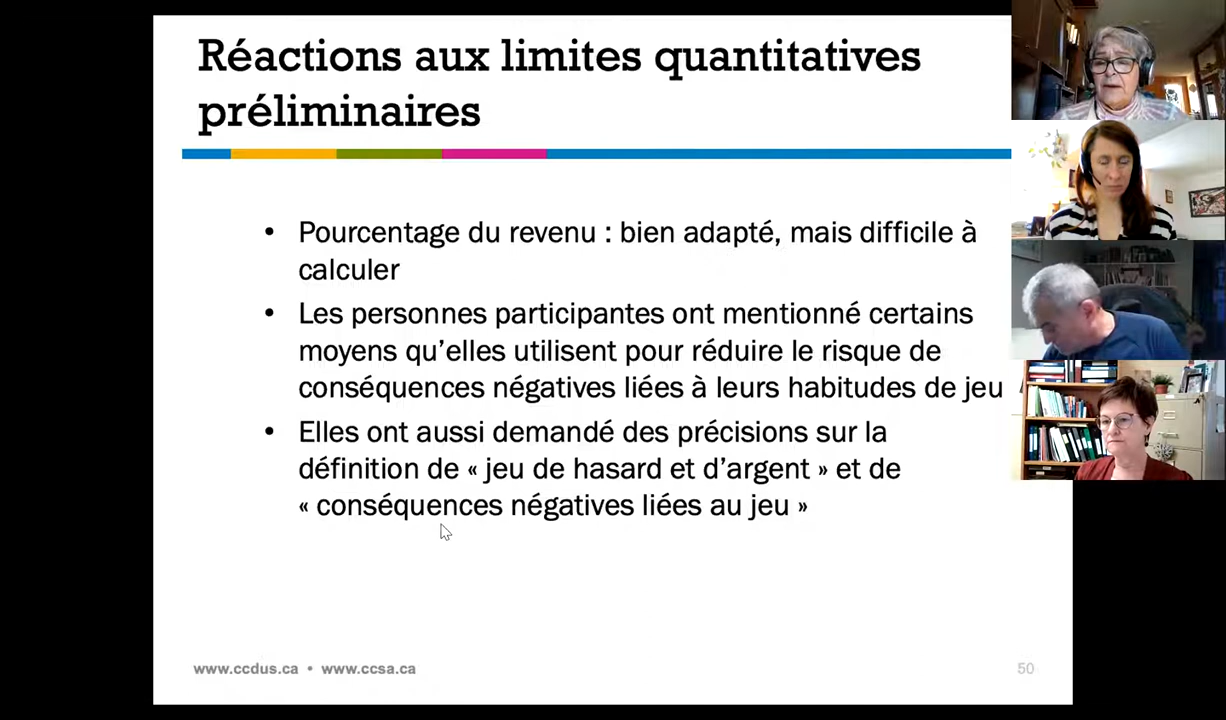 Réactions aux limites quantitatives
préliminaires
• Pourcentage du revenu : bien adapté, mais difficile à
calculer
• Les personnes participantes ont mentionné certains
moyens qu’elles utilisent pour réduire le risque de
conséquences négatives liées à leurs habitudes de jeu
• Elles ont aussi demandé des précisions sur la
définition de « jeu de hasard et d’argent » et de
« conséquences négatives liées au jeu »
www.ccdus.ca • www.ccsa.ca
50